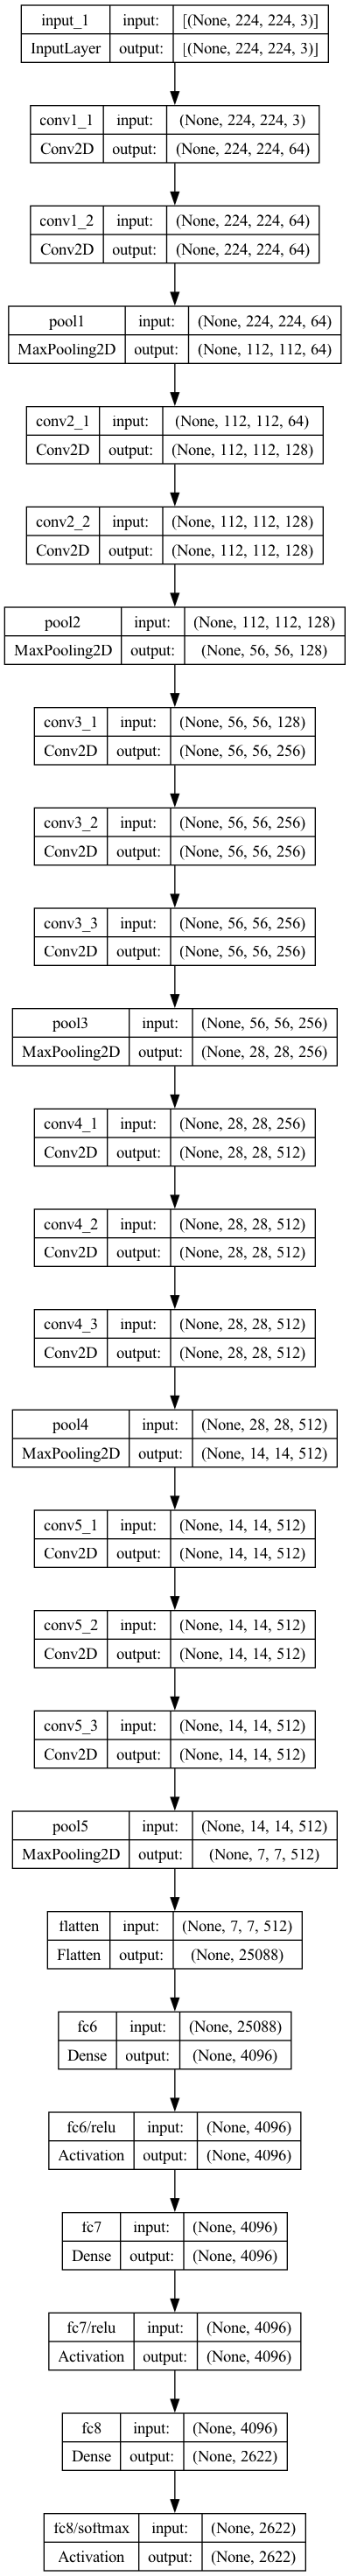 input_1 input: [(None, 224, 224, 3)]
InputLayer output: [(None, 224, 224, 3)]
conv1_1 input: (None, 224, 224, 3)
Conv2D output: (None, 224, 224, 64)
conv1_2 input: (None, 224, 224, 64)
Conv2D output: (None, 224, 224, 64)
pool1 input: (None, 224, 224, 64)
MaxPooling2D output: (None, 112, 112, 64)
conv2_1 input: (None, 112, 112, 64)
Conv2D output: (None, 112, 112, 128)
conv2_2 input: (None, 112, 112, 128)
Conv2D output: (None, 112, 112, 128)
pool2 input: (None, 112, 112, 128)
MaxPooling2D output: (None, 56, 56, 128)
conv3_1 input: (None, 56, 56, 128)
Conv2D output: (None, 56, 56, 256)
conv3_2 input: (None, 56, 56, 256)
Conv2D output: (None, 56, 56, 256)
conv3_3 input: (None, 56, 56, 256)
Conv2D output: (None, 56, 56, 256)
pool3 input: (None, 56, 56, 256)
MaxPooling2D output: (None, 28, 28, 256)
conv4_1 input: (None, 28, 28, 256)
Conv2D output: (None, 28, 28, 512)
conv4_2 input: (None, 28, 28, 512)
Conv2D output: (None, 28, 28, 512)
conv4_3 input: (None, 28, 28, 512)
Conv2D output: (None, 28, 28, 512)
pool4 input: (None, 28, 28, 512)
MaxPooling2D output: (None, 14, 14, 512)
conv5_1 input: (None, 14, 14, 512)
Conv2D output: (None, 14, 14, 512)
conv5_2 input: (None, 14, 14, 512)
Conv2D output: (None, 14, 14, 512)
conv5_3 input: (None, 14, 14, 512)
Conv2D output: (None, 14, 14, 512)
pool5 input: (None, 14, 14, 512)
MaxPooling2D output: (None, 7, 7, 512)
flatten input: (None, 7, 7, 512)
Flatten output: (None, 25088)
fc6 input: (None, 25088)
Dense output: (None, 4096)
fc6/relu input: (None, 4096)
Activation output: (None, 4096)
fc7 input: (None, 4096)
Dense output: (None, 4096)
fc7/relu input: (None, 4096)
Activation output: (None, 4096)
fc8 input: (None, 4096)
Dense output: (None, 2622)
fc8/softmax input: (None, 2622)
Activation output: (None, 2622)